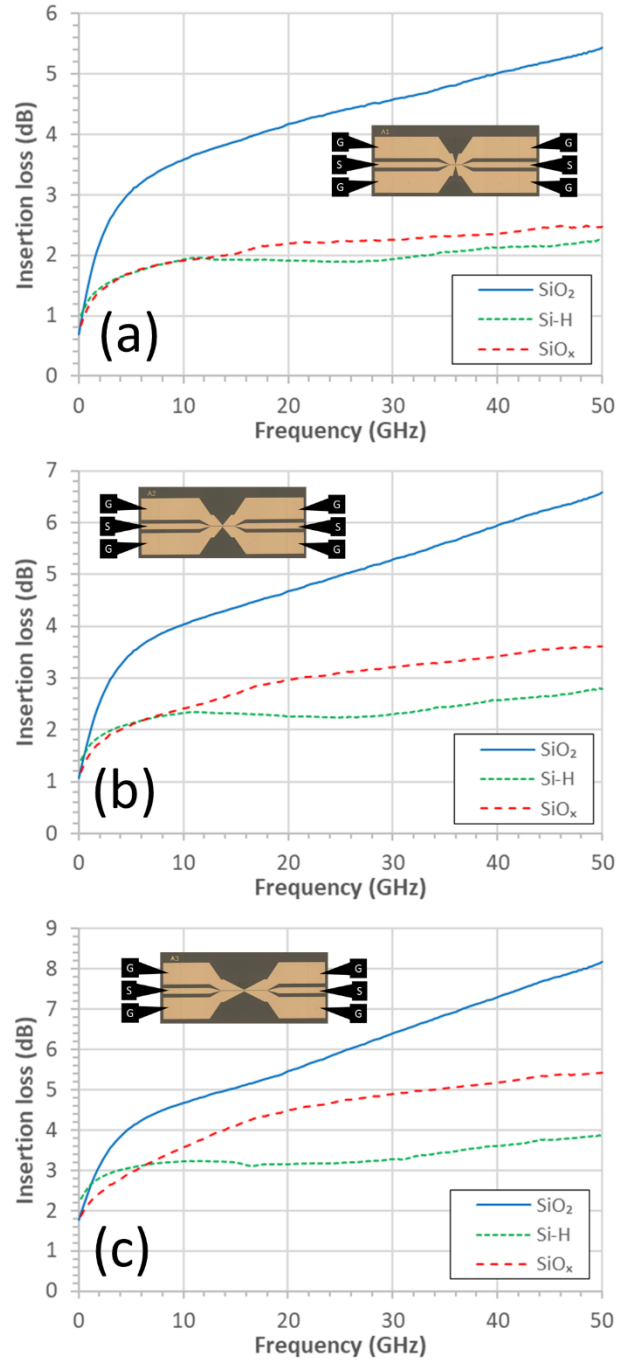 6
5
4
3
2
1
0
Insertion loss (dB)
A1
G
G
S
S
G
G
SiO₂
Si-H
SiOₓ
(a)
0
10
20
30
40
50
Frequency (GHz)
7
6
5
4
3
2
1
0
Insertion loss (dB)
A2
G
G
S
S
G
G
SiO₂
Si-H
SiOₓ
(b)
0
10
20
30
40
50
Frequency (GHz)
9
8
7
6
5
4
3
2
1
0
Insertion loss (dB)
A3
G
G
S
S
G
G
SiO₂
Si-H
SiOₓ
(c)
0
10
20
30
40
50
Frequency (GHz)